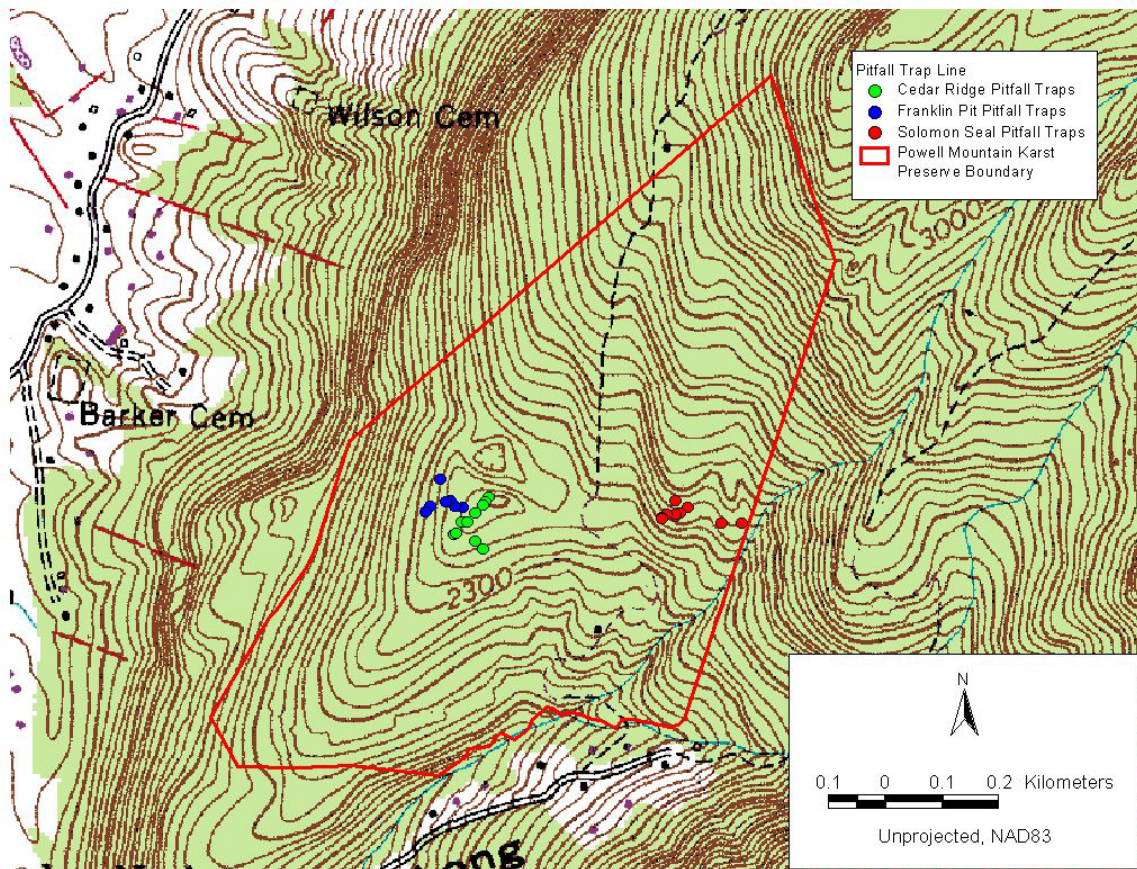 Wilson Cem
Pitfall Trap Line
Cedar Ridge Pitfall Traps
Franklin Pit Pitfall Traps
Solomon Seal Pitfall Traps
Powell Mountain Karst
Preserve Boundary
3000
Barker Cem
2300
N
0.1 0 0.1 0.2 Kilometers
Unprojected, NAD83